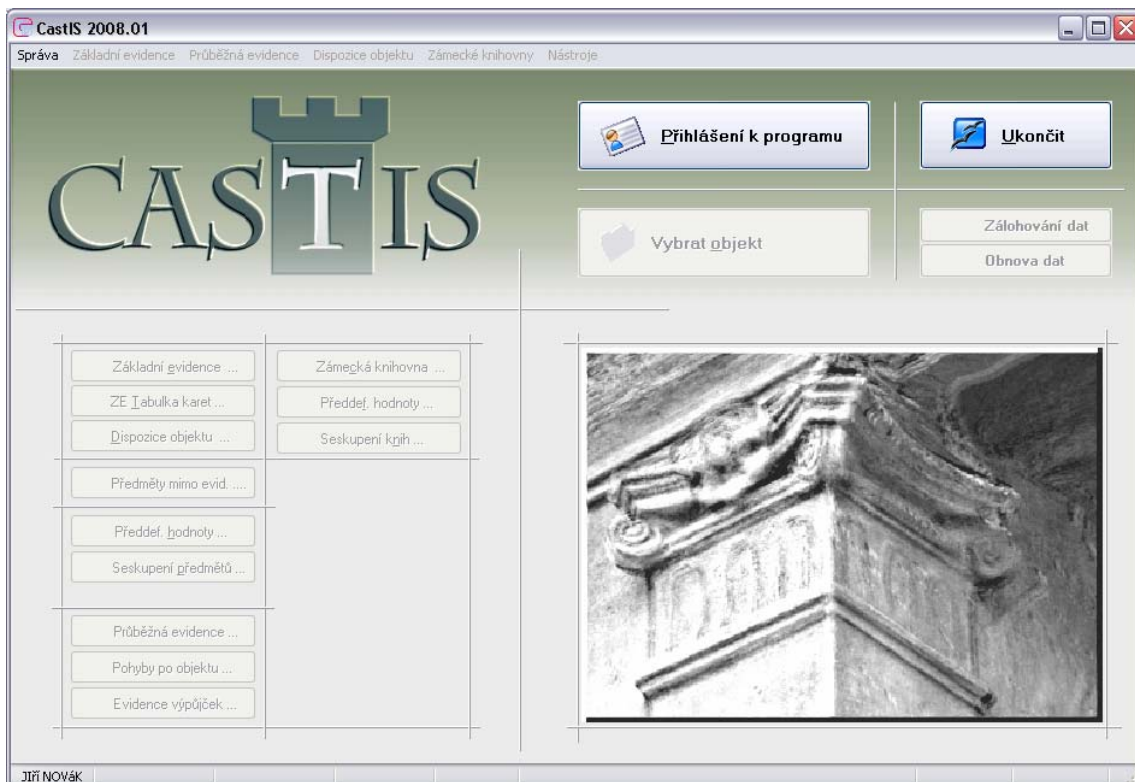 CastIS 2008.01
Správa Základní evidence Průběžná evidence Dispozice objektu Zámecké knihovny Nástroje
CASTIS
Přihlášení k programu
Ukončit
Vybrat objekt
Zálohování dat
Obnova dat
Základní evidence ...
Zámecká knihovna ...
ZE Tabulka karet ...
Předdef. hodnoty ...
Dispozice objektu ...
Seskupení knih ...
Předměty mimo evid. ....
Předdef. hodnoty ...
Seskupení předmětů ...
Průběžná evidence ...
Pohyby po objektu ...
Evidence výpůjček ...
JIří NOVáK